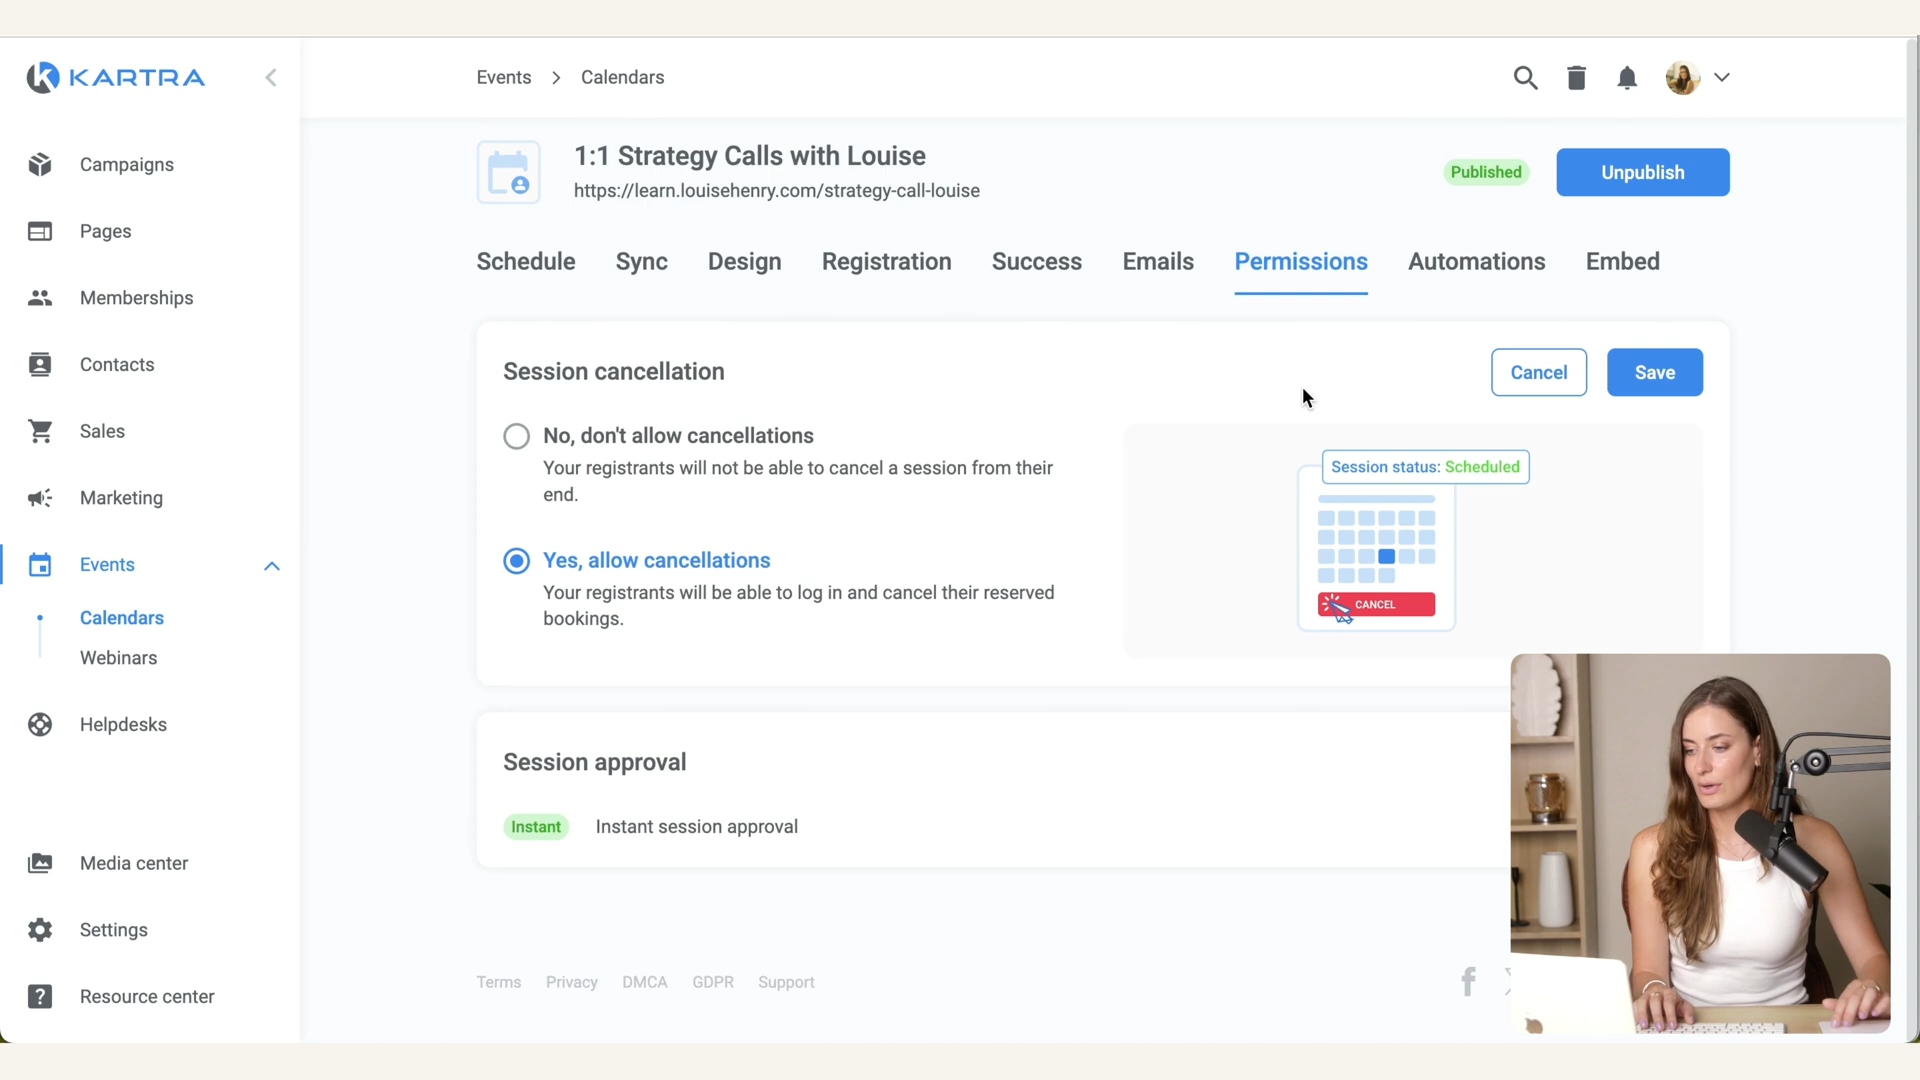 KARTRA
Events > Calendars
Campaigns
Pages
Memberships
Contacts
Sales
Marketing
Events
Calendars
Webinars
Helpdesks
Media center
Settings
Resource center
1:1 Strategy Calls with Louise
https://learn.louisehenry.com/strategy-call-louise
Published
Unpublish
Schedule Sync Design Registration Success Emails Permissions Automations Embed
Session cancellation
Cancel
Save
No, don't allow cancellations
Your registrants will not be able to cancel a session from their
end.
Yes, allow cancellations
Your registrants will be able to log in and cancel their reserved
bookings.
Session status: Scheduled
CANCEL
Session approval
Instant Instant session approval
Terms Privacy DMCA GDPR Support